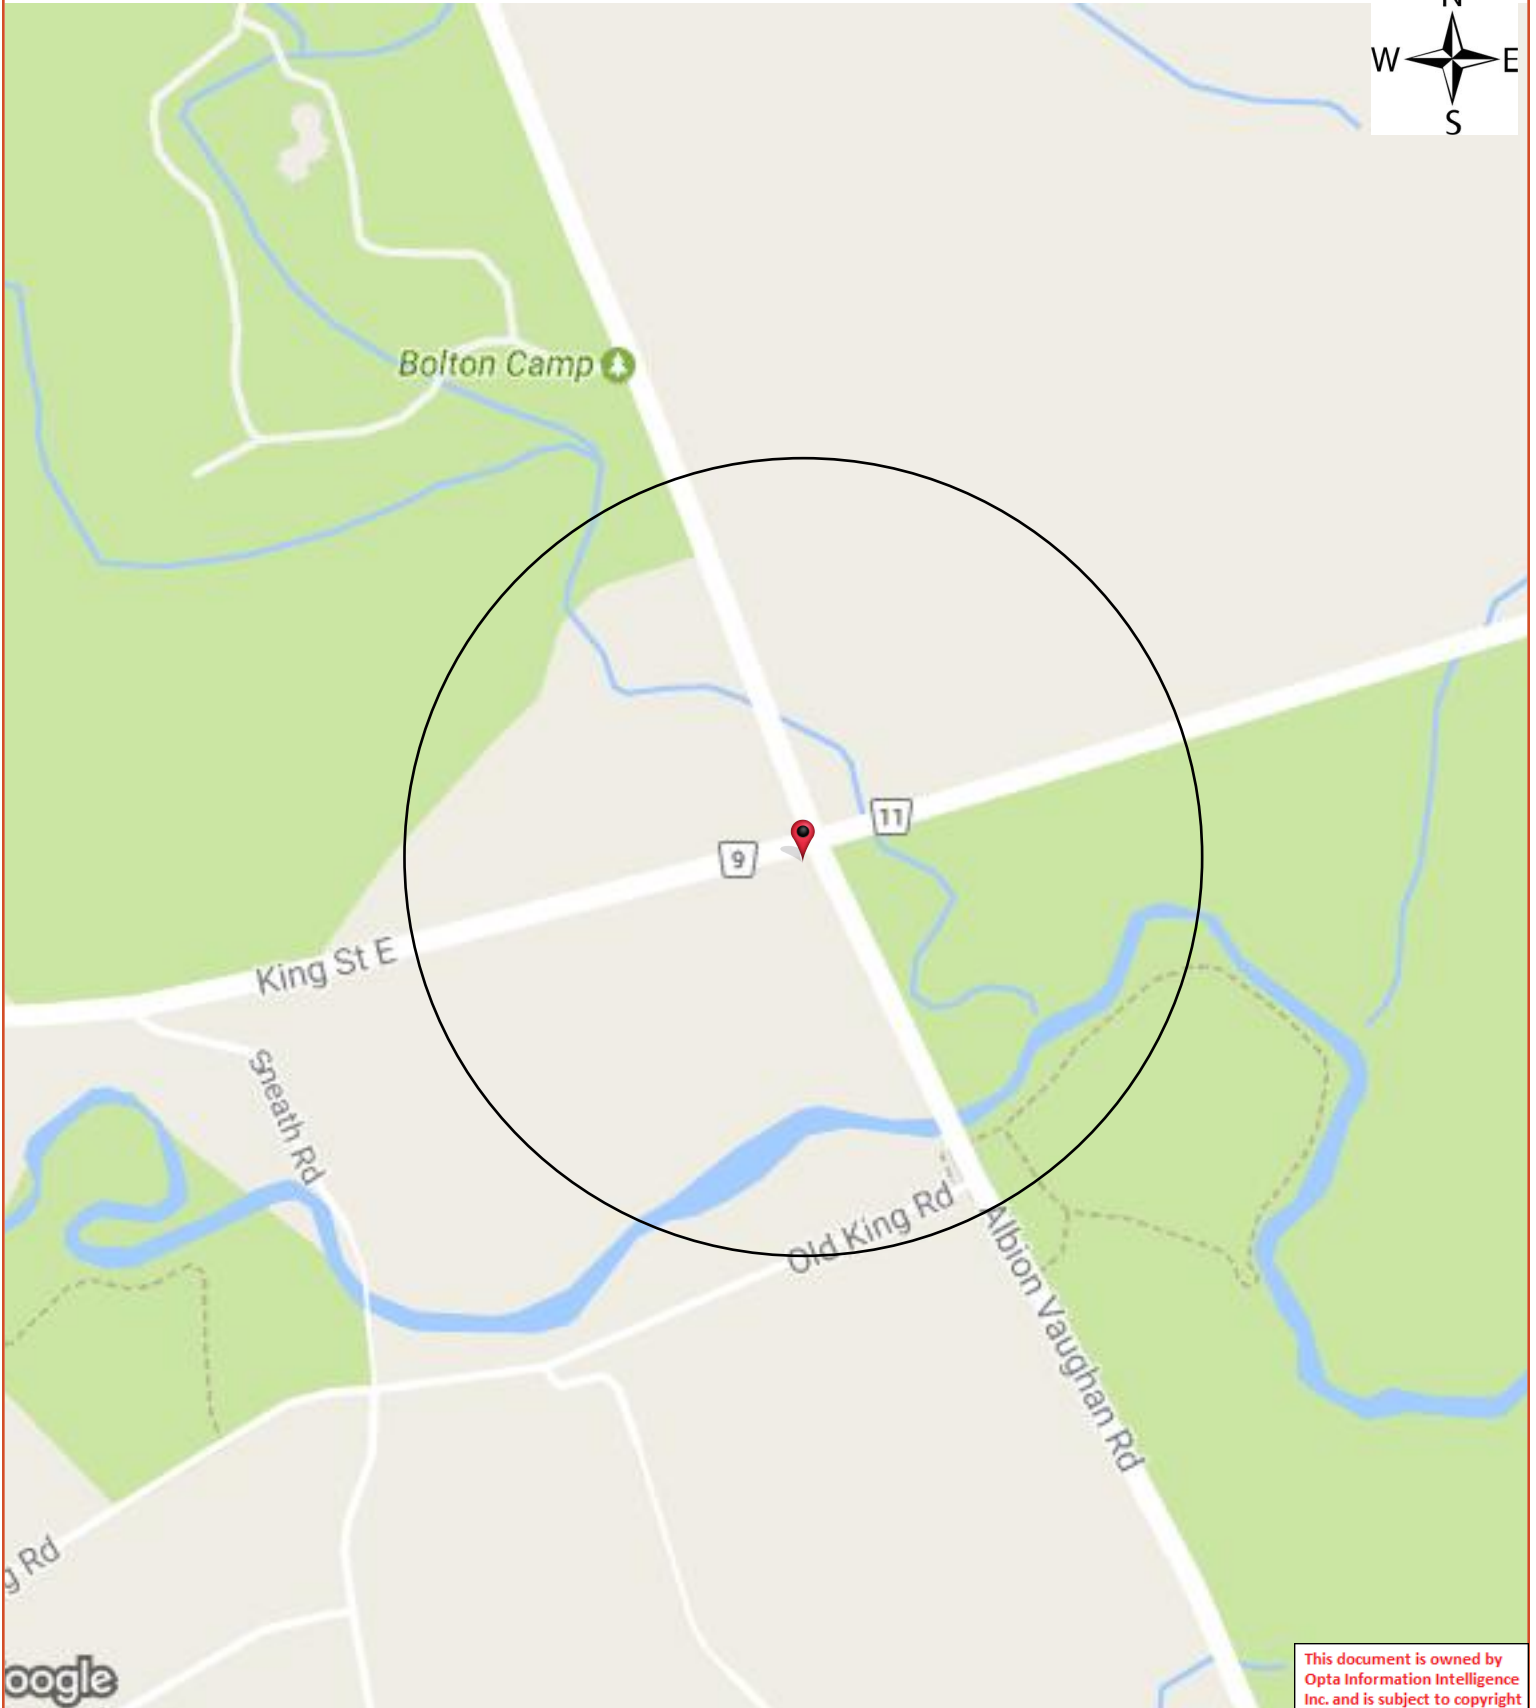 N
W E
S
Bolton Camp
11
9
King St E
Sneath Rd
Old King Rd
Albion Vaughan Rd
g Rd
oogle
This document is owned by
Opta Information Intelligence
Inc. and is subject to copyright